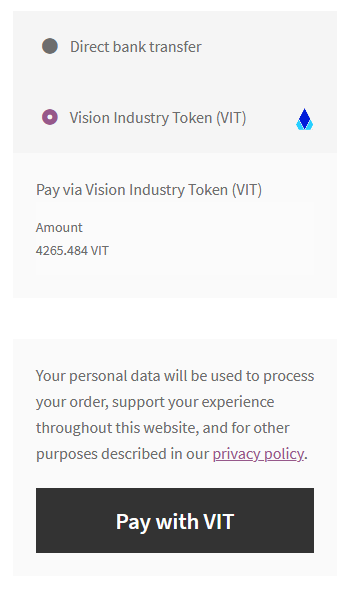 Direct bank transfer
Vision Industry Token (VIT)
Pay via Vision Industry Token (VIT)
Amount
4265.484 VIT
Your personal data will be used to process
your order, support your experience
throughout this website, and for other
purposes described in our privacy policy.
Pay with VIT